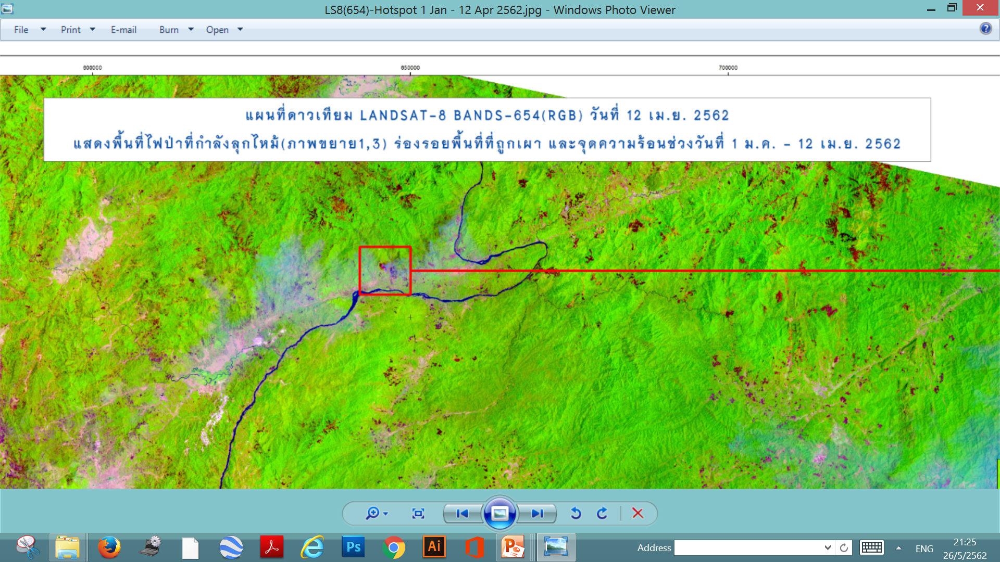 LS8(654)-Hotspot 1 Jan - 12 Apr 2562.jpg - Windows Photo Viewer
File Print E-mail Burn Open
600000 650000 700000
แผนที่ดาวเทียม LANDSAT-8 BANDS-654(RGB) วันที่ 12 เม.ย. 2562
แสดงพื้นที่ไฟป่าที่กำลังลุกไหม้(ภาพขยาย1,3) ร่องรอยพื้นที่ที่ถูกเผา และจุดความร้อนช่วงวันที่ 1 ม.ค. - 12 เม.ย. 2562
Ps Ai Address ENG 21:25
26/5/2562